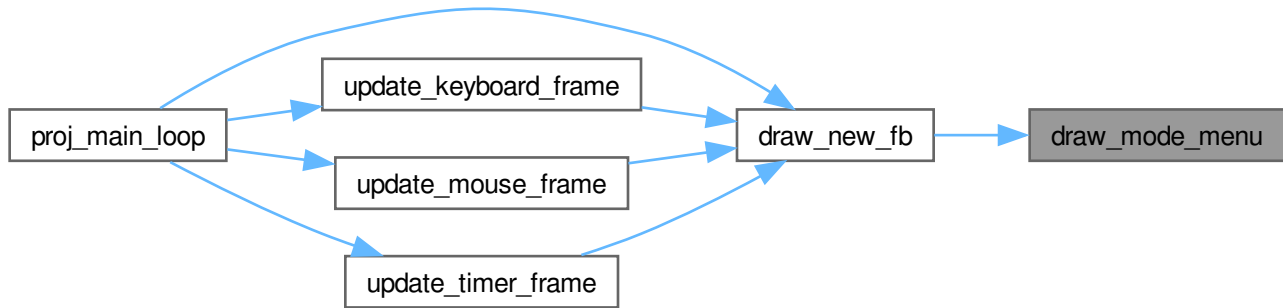 update_keyboard_frame
proj_main_loop
draw_new_fb
draw_mode_menu
update_mouse_frame
update_timer_frame